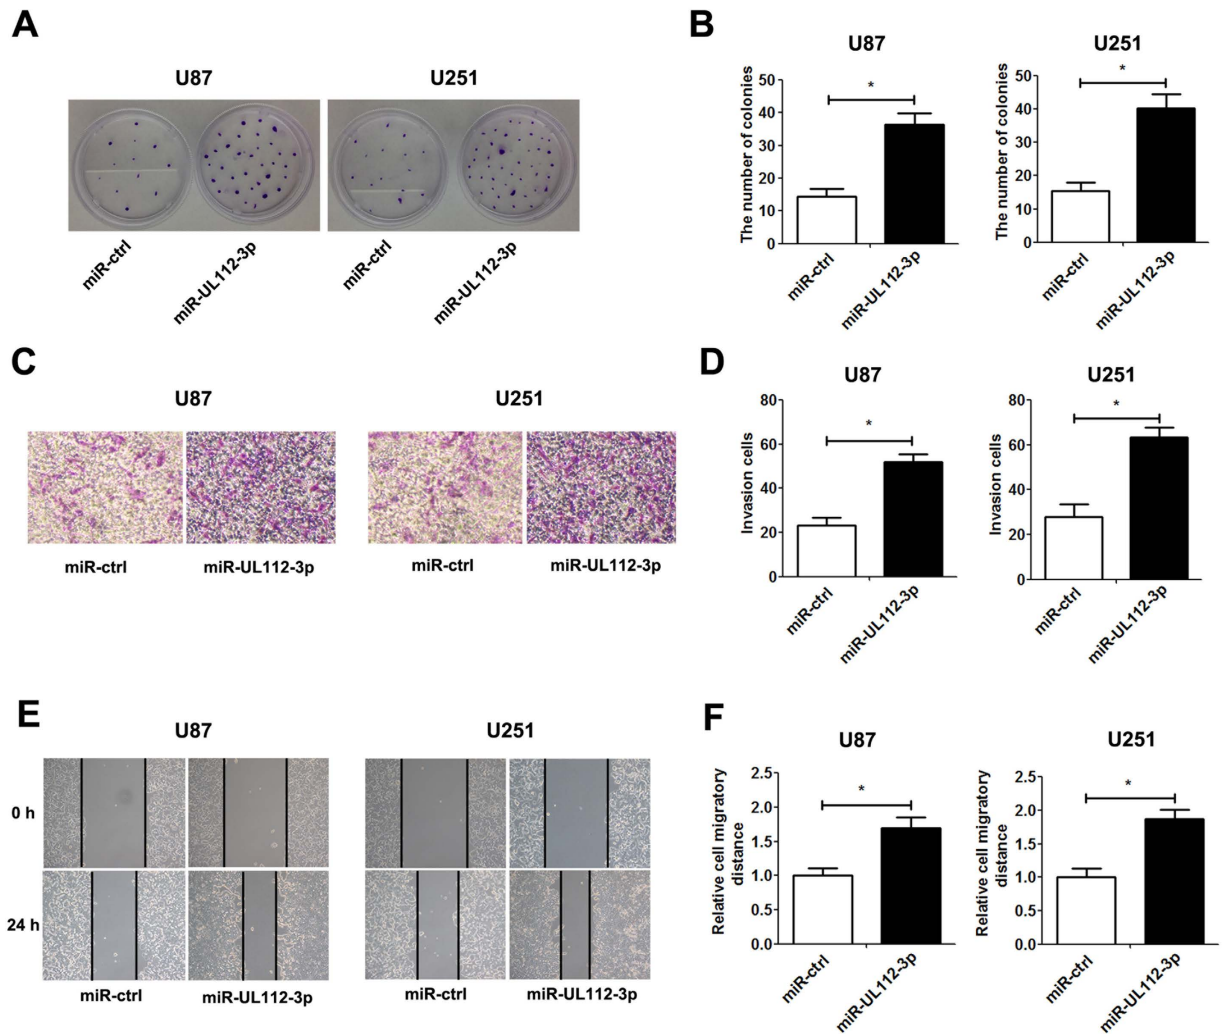 A
U87
U251
miR-ctrl
miR-UL112-3p
miR-ctrl
miR-UL112-3p
B
U87
The number of colonies
50
40
30
20
10
0
*
miR-ctrl
miR-UL112-3p
U251
The number of colonies
50
40
30
20
10
0
*
miR-ctrl
miR-UL112-3p
C
U87
U251
miR-ctrl
miR-UL112-3p
miR-ctrl
miR-UL112-3p
D
U87
Invasion cells
80
60
40
20
0
*
miR-ctrl
miR-UL112-3p
U251
Invasion cells
80
60
40
20
0
*
miR-ctrl
miR-UL112-3p
E
U87
U251
0 h
24 h
miR-ctrl
miR-UL112-3p
miR-ctrl
miR-UL112-3p
F
U87
Relative cell migratory
distance
2.5
2.0
1.5
1.0
0.5
0.0
*
miR-ctrl
miR-UL112-3p
U251
Relative cell migratory
distance
2.5
2.0
1.5
1.0
0.5
0.0
*
miR-ctrl
miR-UL112-3p